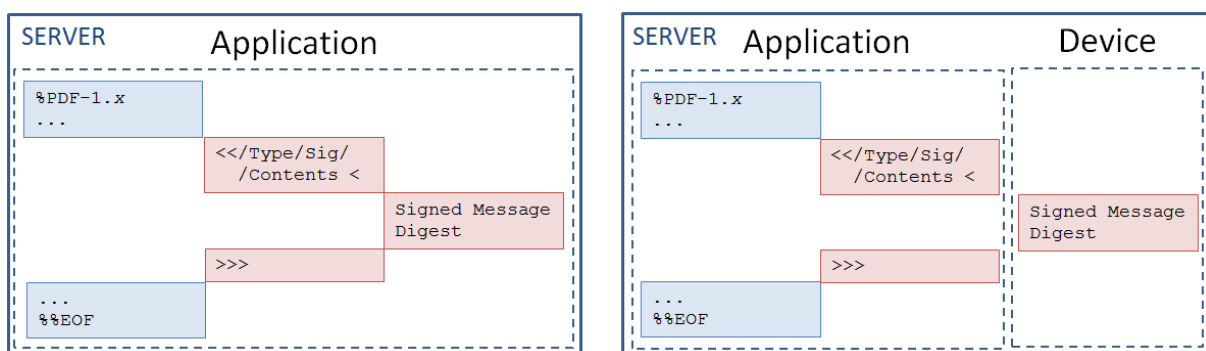 SERVER
Application
%PDF-1.x
...
<</Type/Sig/
/Contents <
Signed Message
Digest
>>>
...
%%EOF
SERVER
Application
Device
%PDF-1.x
...
<</Type/Sig/
/Contents <
Signed Message
Digest
>>>
...
%%EOF